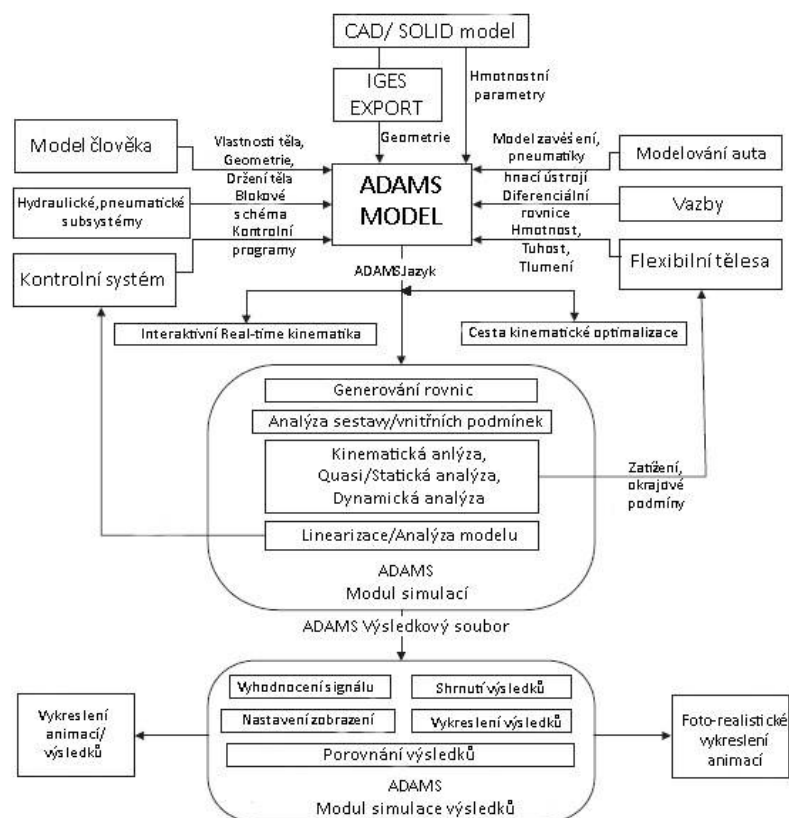 CAD/ SOLID model
IGES
EXPORT
Hmotnostní
parametry
Geometrie
Model člověka
Vlastnosti těla,
Geometrie,
Držení těla
Blokové
schéma
Kontrolní
programy
Hydraulické,pneumatické
subsystémy
Kontrolní systém
ADAMS
MODEL
Model zavěšení,
pneumatiky
hnací ústrojí
Diferenciální
rovnice
Hmotnost,
Tuhost,
Tlumení
Modelování auta
Vazby
Flexibilní tělesa
ADAMS Jazyk
Interaktivní Real-time kinematika
Cesta kinematické optimalizace
Generování rovnic
Analýza sestavy/vnitřních podmínek
Kinematická anlýza,
Quasi/Statická analýza,
Dynamická analýza
Linearizace/Analýza modelu
ADAMS
Modul simulací
Zatížení,
okrajové
podmíny
ADAMS Výsledkový soubor
Vyhodnocení signálu
Shrnutí výsledků
Nastavení zobrazení
Vykreslení výsledků
Porovnání výsledků
ADAMS
Modul simulace výsledků
Vykreslení
animací/
výsledků
Foto-realistické
vykreslení
animací